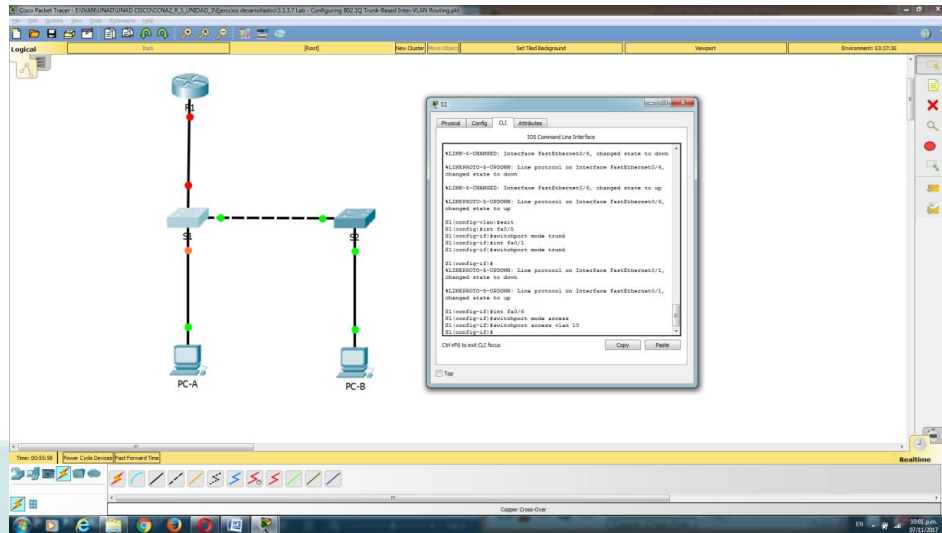 Cisco Packet Tracer - E:\IVAN\UNAD\UNAD CISCO\CCNA2_R_S_UNIDAD_3\Ejerccios desarrollados\5.1.3.7 Lab - Configuring 802.1Q Trunk-Based Inter-VLAN Routing.pkt
File Edit Options View Tools Extensions Help
Logical Back [Root] New Cluster Move Object Set Tiled Background Viewport Environment: 03:37:30
R1
S1
S2
PC-A
PC-B
S1
Physical Config CLI Attributes
IOS Command Line Interface
%LINK-5-CHANGED: Interface FastEthernet0/6, changed state to down
%LINEPROTO-5-UPDOWN: Line protocol on Interface FastEthernet0/6,
changed state to down
%LINK-5-CHANGED: Interface FastEthernet0/6, changed state to up
%LINEPROTO-5-UPDOWN: Line protocol on Interface FastEthernet0/6,
changed state to up
S1(config-vlan)#exit
S1(config)#int fa0/5
S1(config-if)#switchport mode trunk
S1(config-if)#int fa0/1
S1(config-if)#switchport mode trunk
S1(config-if)#
%LINEPROTO-5-UPDOWN: Line protocol on Interface FastEthernet0/1,
changed state to down
%LINEPROTO-5-UPDOWN: Line protocol on Interface FastEthernet0/1,
changed state to up
S1(config-if)#int fa0/6
S1(config-if)#switchport mode access
S1(config-if)#switchport access vlan 10
S1(config-if)#
Ctrl+F6 to exit CLI focus Copy Paste
Top
Time: 00:55:58 Power Cycle Devices Fast Forward Time Realtime
Copper Cross-Over
EN 10:01 p.m.
07/11/2017